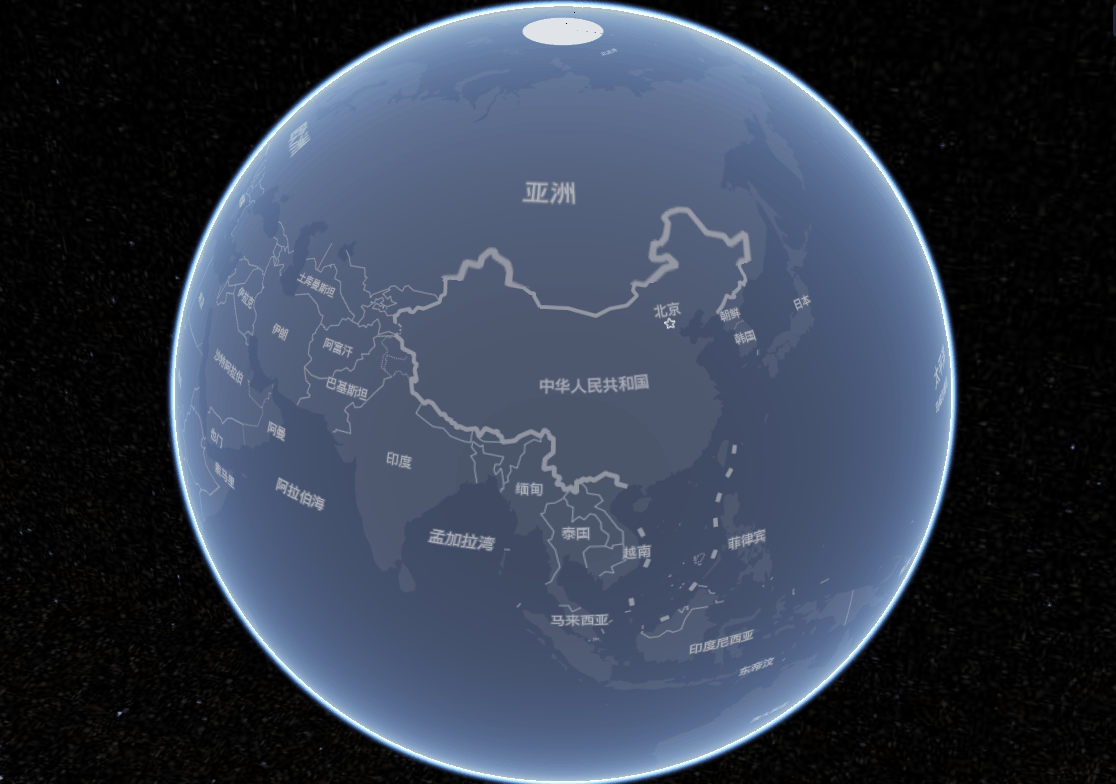 亚洲
土库曼斯坦
伊拉克
北京
日本
朝鲜
韩国
伊朗
阿富汗
沙特阿拉伯
巴基斯坦
中华人民共和国
阿曼
也门
印度
索马里
阿拉伯海
缅甸
孟加拉湾
泰国
越南
菲律宾
马来西亚
印度尼西亚
东帝汶